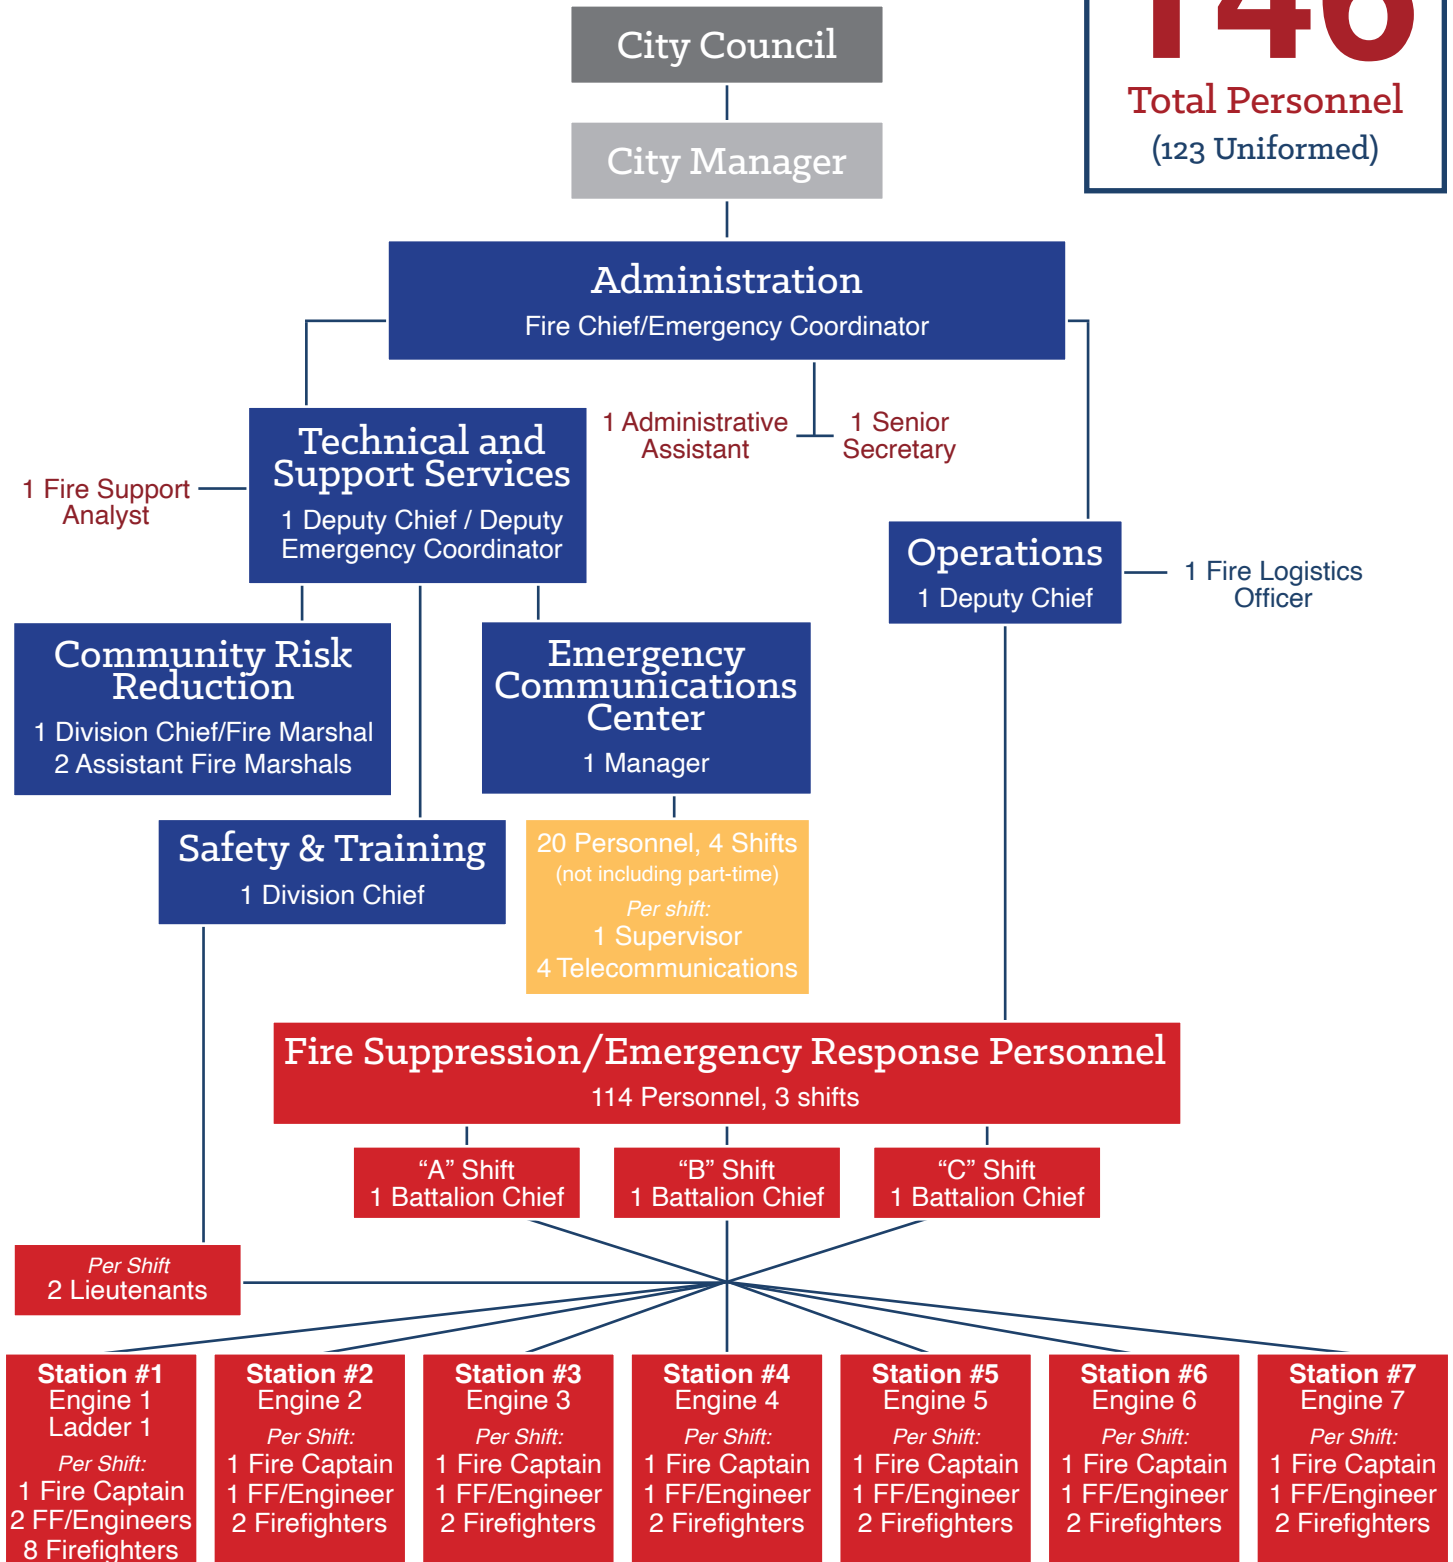 146
Total Personnel
(123 Uniformed)
City Council
City Manager
Administration
Fire Chief/Emergency Coordinator
1 Administrative
Assistant
1 Senior
Secretary
Technical and
Support Services
1 Deputy Chief / Deputy
Emergency Coordinator
1 Fire Support
Analyst
Operations
1 Deputy Chief
1 Fire Logistics
Officer
Community Risk
Reduction
1 Division Chief/Fire Marshal
2 Assistant Fire Marshals
Emergency
Communications
Center
1 Manager
Safety & Training
1 Division Chief
20 Personnel, 4 Shifts
(not including part-time)
Per shift:
1 Supervisor
4 Telecommunications
Fire Suppression/Emergency Response Personnel
114 Personnel, 3 shifts
“A” Shift
1 Battalion Chief
“B” Shift
1 Battalion Chief
“C” Shift
1 Battalion Chief
Per Shift
2 Lieutenants
Station #1
Engine 1
Ladder 1
Per Shift:
1 Fire Captain
2 FF/Engineers
8 Firefighters
Station #2
Engine 2
Per Shift:
1 Fire Captain
1 FF/Engineer
2 Firefighters
Station #3
Engine 3
Per Shift:
1 Fire Captain
1 FF/Engineer
2 Firefighters
Station #4
Engine 4
Per Shift:
1 Fire Captain
1 FF/Engineer
2 Firefighters
Station #5
Engine 5
Per Shift:
1 Fire Captain
1 FF/Engineer
2 Firefighters
Station #6
Engine 6
Per Shift:
1 Fire Captain
1 FF/Engineer
2 Firefighters
Station #7
Engine 7
Per Shift:
1 Fire Captain
1 FF/Engineer
2 Firefighters